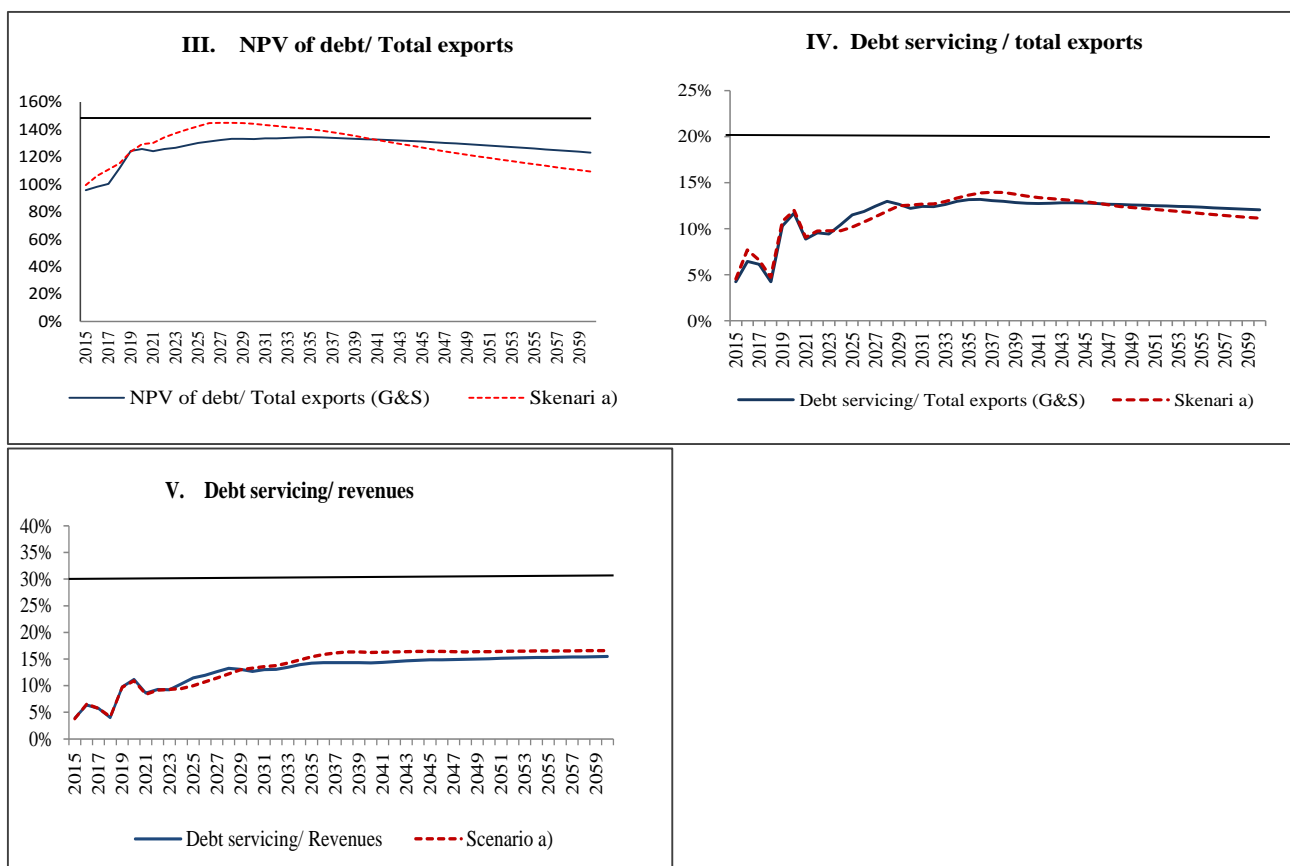 III. NPV of debt/ Total exports
160%
140%
120%
100%
80%
60%
40%
20%
0%
2015 2017 2019 2021 2023 2025 2027 2029 2031 2033 2035 2037 2039 2041 2043 2045 2047 2049 2051 2053 2055 2057 2059
NPV of debt/ Total exports (G&S) Skenari a)
IV. Debt servicing / total exports
25%
20%
15%
10%
5%
0%
2015 2017 2019 2021 2023 2025 2027 2029 2031 2033 2035 2037 2039 2041 2043 2045 2047 2049 2051 2053 2055 2057 2059
Debt servicing/ Total exports (G&S) Skenari a)
V. Debt servicing/ revenues
40%
35%
30%
25%
20%
15%
10%
5%
0%
2015 2017 2019 2021 2023 2025 2027 2029 2031 2033 2035 2037 2039 2041 2043 2045 2047 2049 2051 2053 2055 2057 2059
Debt servicing/ Revenues Scenario a)